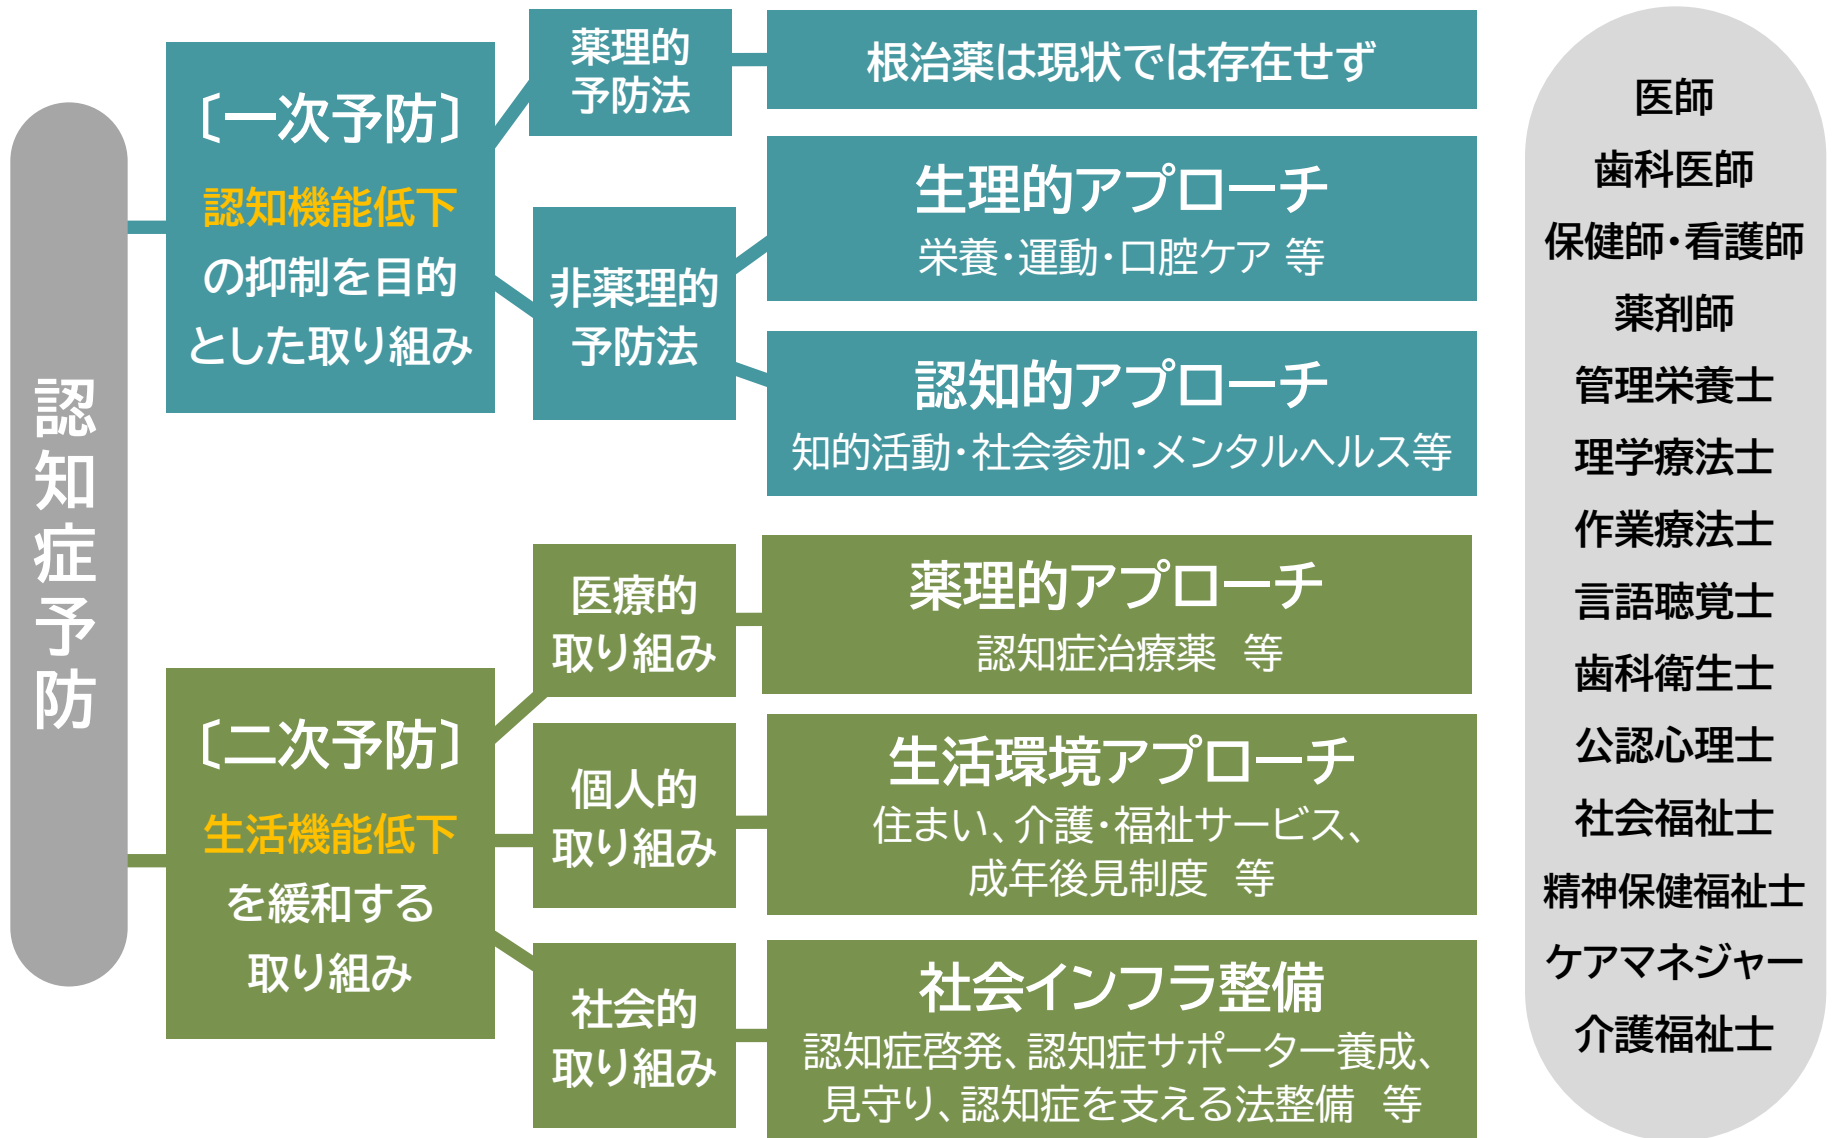 認知症予防
〔一次予防〕
認知機能低下
の抑制を目的
とした取り組み
薬理的
予防法
根治薬は現状では存在せず
非薬理的
予防法
生理的アプローチ
栄養・運動・口腔ケア 等
認知的アプローチ
知的活動・社会参加・メンタルヘルス等
〔二次予防〕
生活機能低下
を緩和する
取り組み
医療的
取り組み
薬理的アプローチ
認知症治療薬 等
個人的
取り組み
生活環境アプローチ
住まい、介護・福祉サービス、
成年後見制度 等
社会的
取り組み
社会インフラ整備
認知症啓発、認知症サポーター養成、
見守り、認知症を支える法整備 等
医師
歯科医師
保健師・看護師
薬剤師
管理栄養士
理学療法士
作業療法士
言語聴覚士
歯科衛生士
公認心理士
社会福祉士
精神保健福祉士
ケアマネジャー
介護福祉士